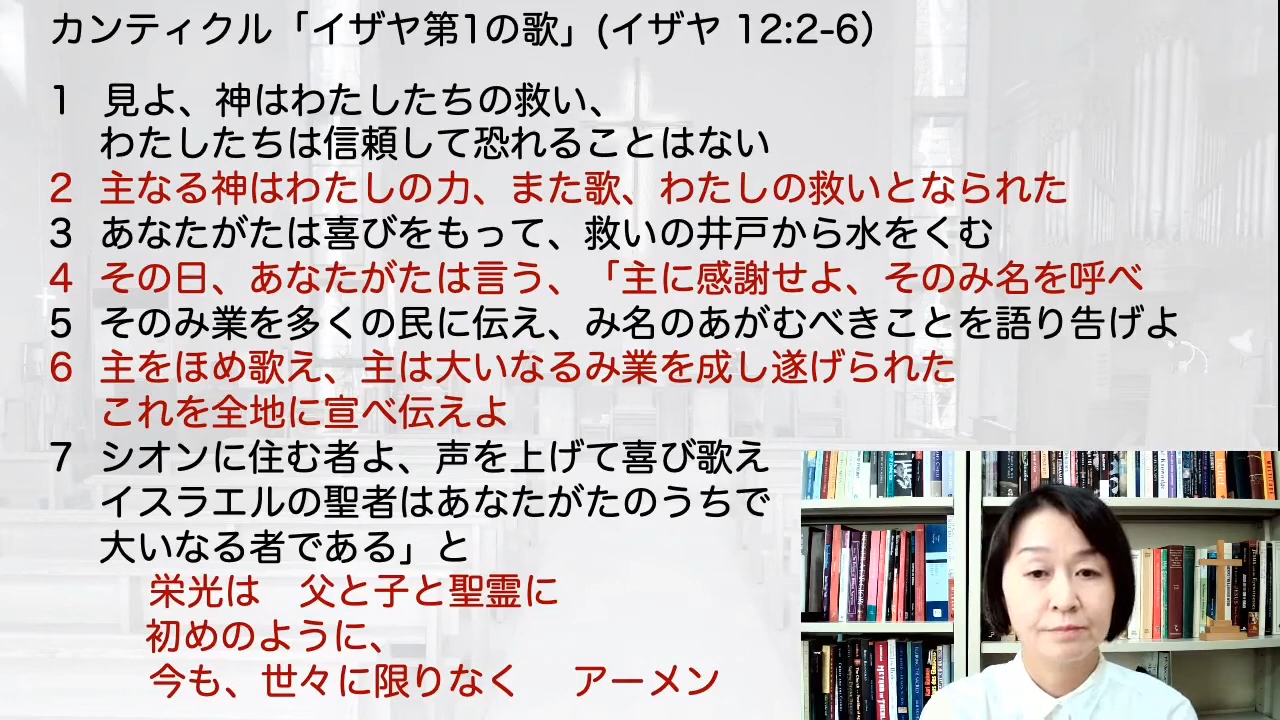 カンティクル「イザヤ第1の歌」(イザヤ 12:2-6)
1 見よ、神はわたしたちの救い、
わたしたちは信頼して恐れることはない
2 主なる神はわたしの力、また歌、わたしの救いとなられた
3 あなたがたは喜びをもって、救いの井戸から水をくむ
4 その日、あなたがたは言う、「主に感謝せよ、そのみ名を呼べ
5 そのみ業を多くの民に伝え、み名のあがむべきことを語り告げよ
6 主をほめ歌え、主は大いなるみ業を成し遂げられた
これを全地に宣べ伝えよ
7 シオンに住む者よ、声を上げて喜び歌え
イスラエルの聖者はあなたがたのうちで
大いなる者である」と
栄光は 父と子と聖霊に
初めのように、
今も、世々に限りなく アーメン